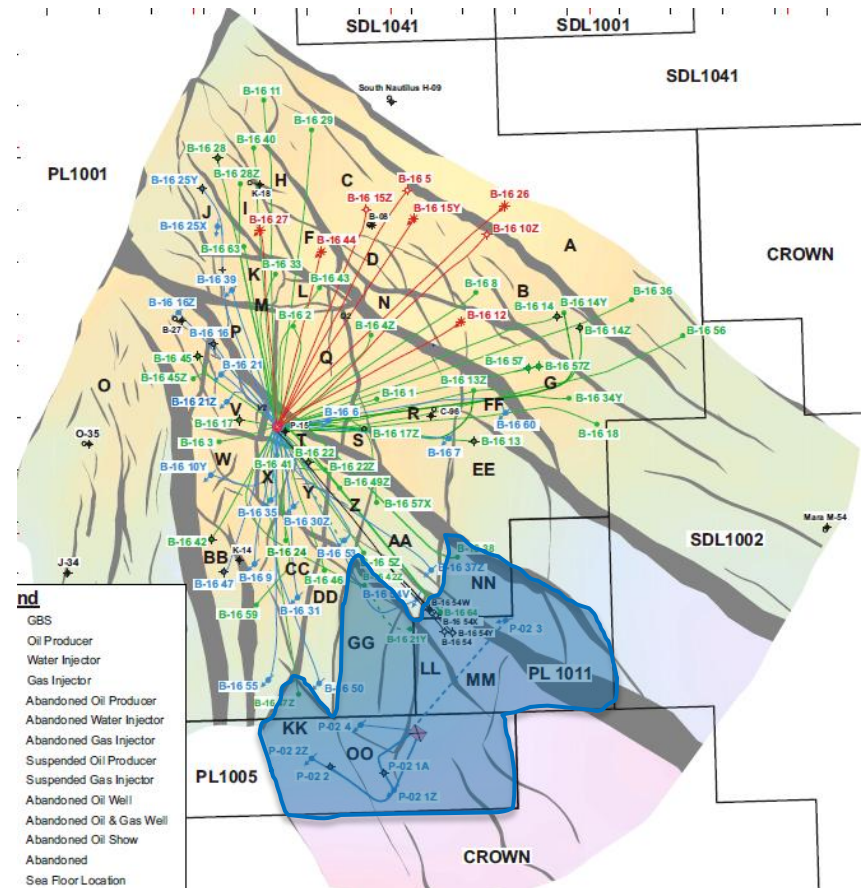 SDL1041
SDL1001
SDL1041
South Nautilus H-09
B-16 11
B-16 29
B-16 40
B-16 28
PL1001
B-16 28Z
K-18
H
C
B-16 5
B-16 25Y
B-16 15Z
B-16 26
J
I
B-16 15Y
B-16 27
B-08
B-16 25X
F
B-16 10Z
B-16 44
A
B-16 63
D
CROWN
B-16 33
K
B-16 43
B-16 39
L
B-16 8
B
M
N
B-16 36
B-16 16Z
B-16 14
B-16 14Y
G2
B-16 12
B-27
P
B-16 2
B-16 4Z
B-16 14Z
B-16 16
B-16 56
B-16 45
Q
B-16 57
B-16 57Z
O
B-16 45Z
B-16 21
B-16 13Z
G
B-16 21Z
B-16 1
FF
B-16 34Y
V
R
C-96
B-16 6
B-16 60
B-16 17
P-15
B-16 18
O-35
B-16 3
T
S
B-16 17Z
B-16 7
B-16 13
W
B-16 22
B-16 41
B-16 22Z
EE
B-16 10Y
X
B-16 49Z
Y
B-16 35
Z
B-16 57X
B-16 30Z
Mara M-54
B-16 42
B-16 24
B-16 53
AA
SDL1002
BB
K-14
CC
B-16 5Z
J-34
B-16 47
B-16 9
B-16 46
B-16 37Z
NN
B-16 54V
DD
B-16 59
B-16 31
B-16 54W
B-16 64
B-16 54X
P-02 3
GG
B-16 21Y
B-16 54Y
B-16 54
LL
PL 1011
MM
B-16 55
B-16 50
KK
P-02 4
OO
P-02 2Z
PL1005
P-02 2
P-02 1A
P-02 1Z
CROWN
nd
GBS
Oil Producer
Water Injector
Gas Injector
Abandoned Oil Producer
Abandoned Water Injector
Abandoned Gas Injector
Suspended Oil Producer
Suspended Gas Injector
Abandoned Oil Well
Abandoned Oil & Gas Well
Abandoned Oil Show
Abandoned
Sea Floor Location